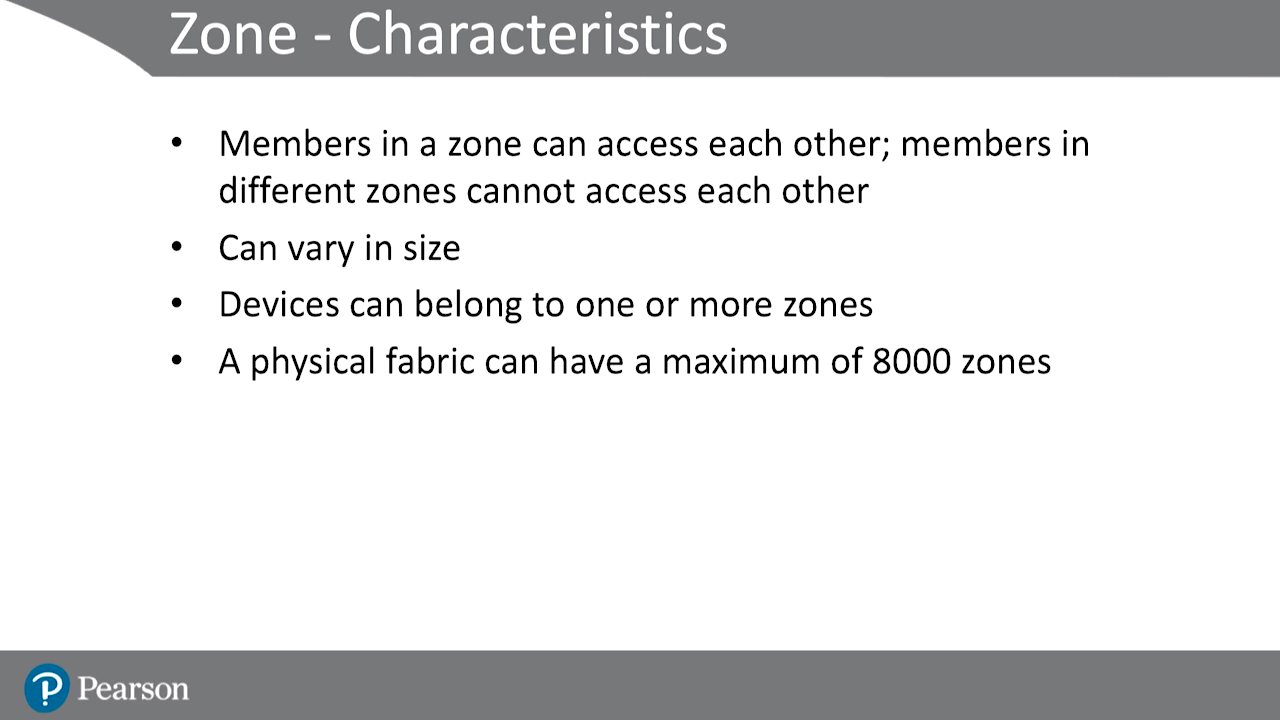 Zone - Characteristics
• Members in a zone can access each other; members in
different zones cannot access each other
• Can vary in size
• Devices can belong to one or more zones
• A physical fabric can have a maximum of 8000 zones
Pearson